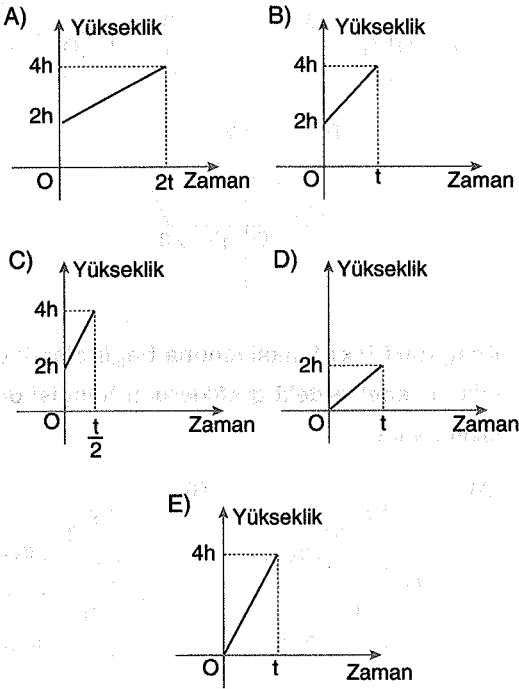 A)
Yükseklik
4h
2h
O
2t
Zaman
B)
Yükseklik
4h
2h
O
t
Zaman
C)
Yükseklik
4h
2h
O
t/2
Zaman
D)
Yükseklik
2h
O
t
Zaman
E)
Yükseklik
4h
O
t
Zaman